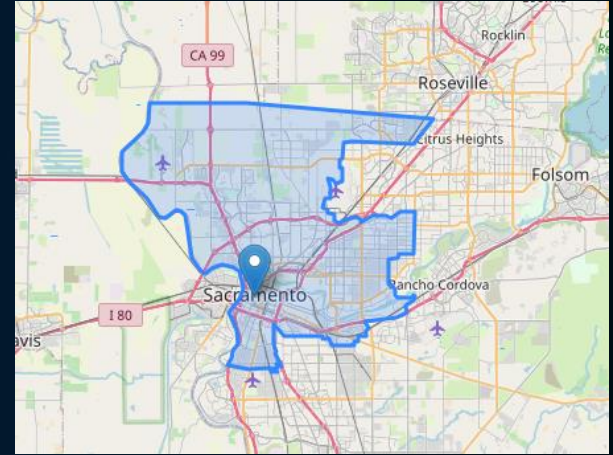 Rocklin
CA 99
Roseville
Citrus Heights
Folsom
Rancho Cordova
Sacramento
I 80
avis